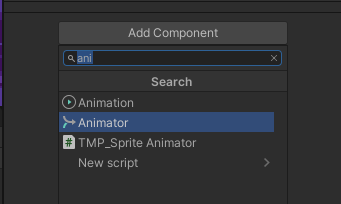 Add Component
ani
Search
Animation
Animator
# TMP_Sprite Animator
New script